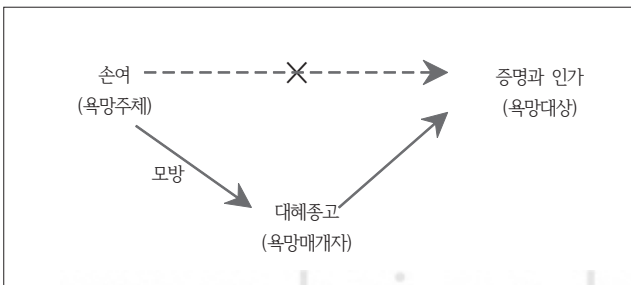 손여
(욕망주체)
증명과 인가
(욕망대상)
모방
대혜종고
(욕망매개자)